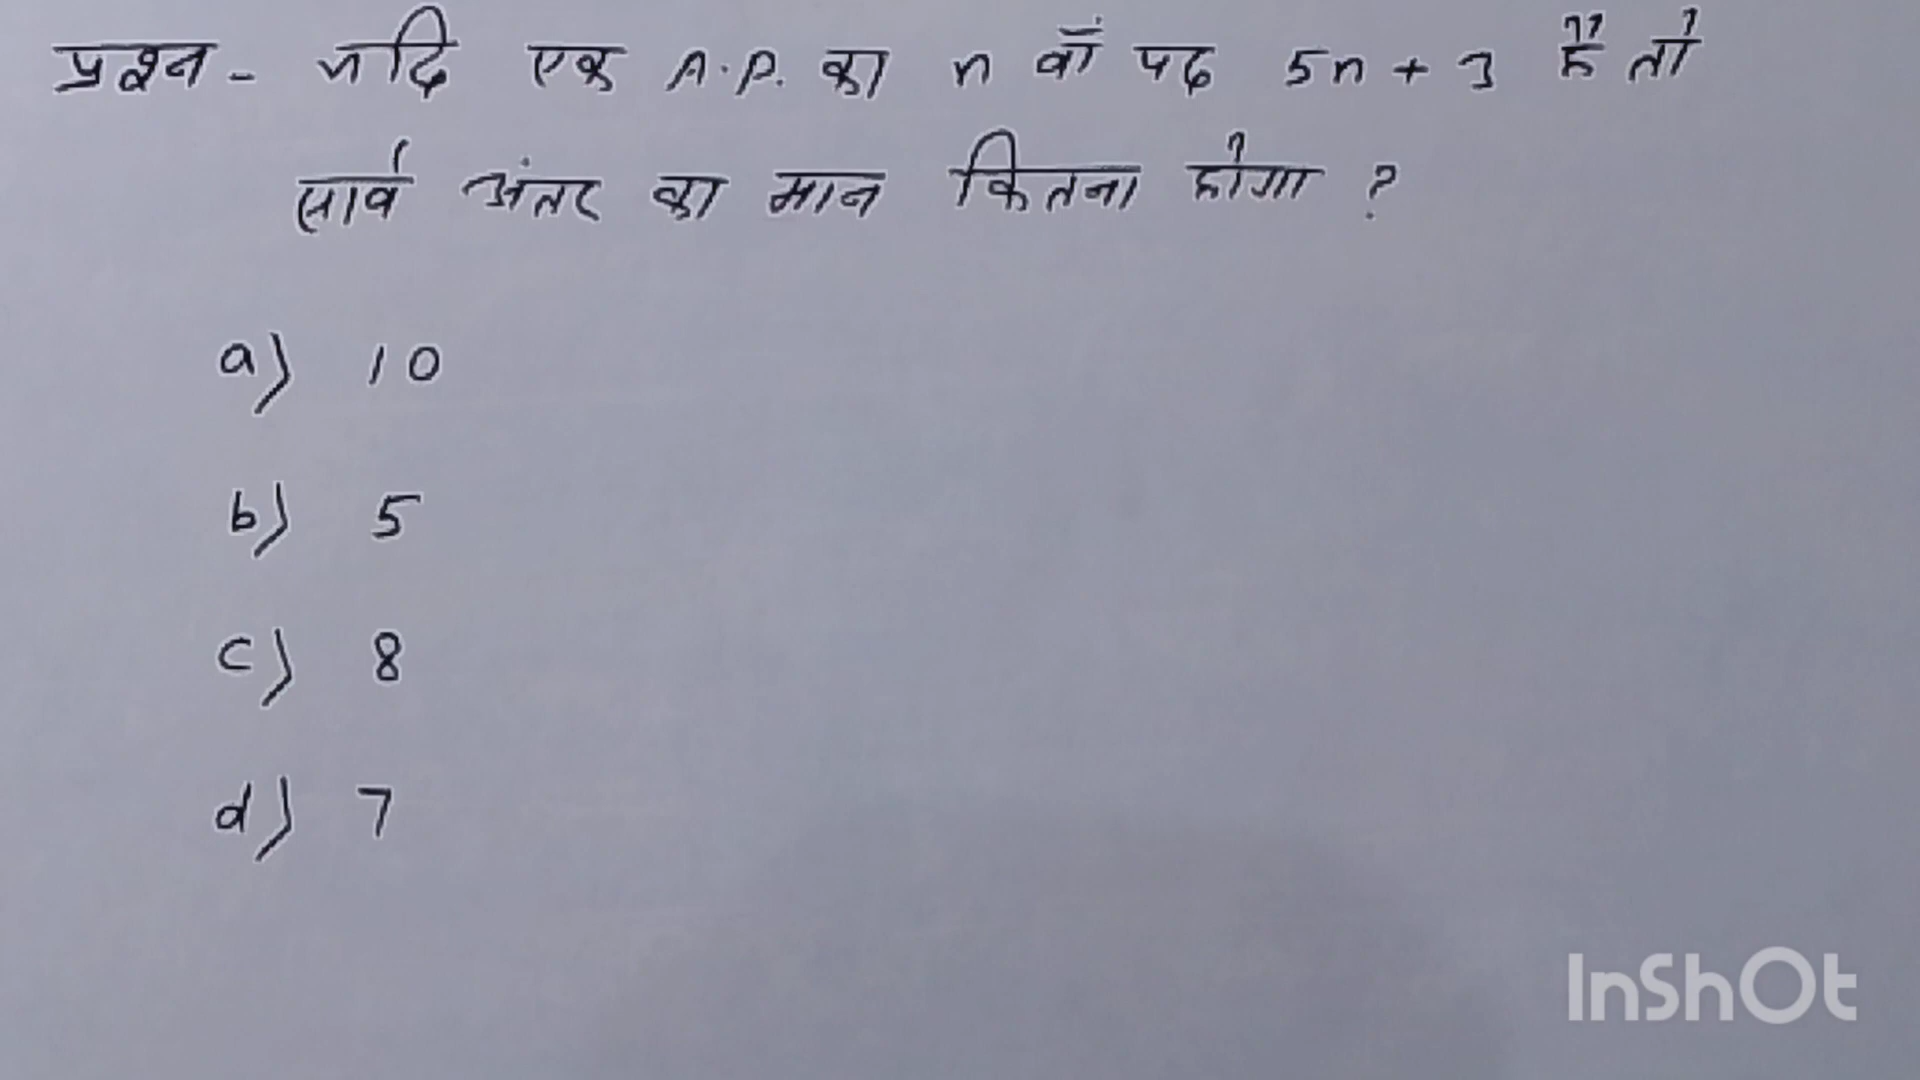 प्रश्न - यदि एक A.P. का n वाँ पद 5n + 3 है तो
सार्व अंतर का मान कितना होगा ?
a) 10
b) 5
c) 8
d) 7
InShOt